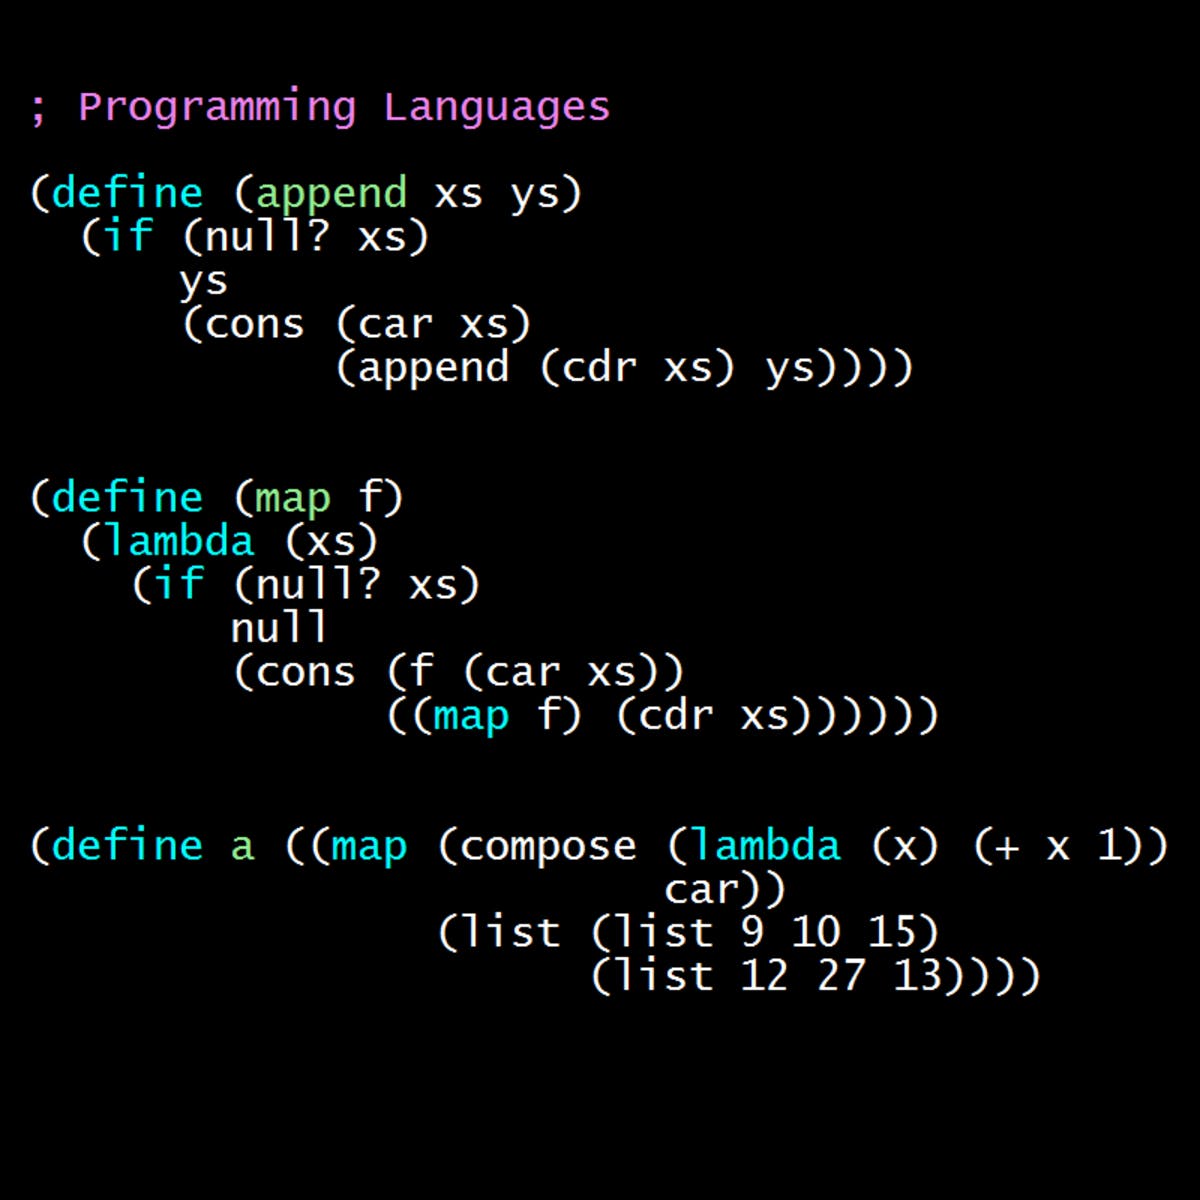 ; Programming Languages
(define (append xs ys)
(if (null? xs)
ys
(cons (car xs)
(append (cdr xs) ys))))
(define (map f)
(lambda (xs)
(if (null? xs)
null
(cons (f (car xs))
((map f) (cdr xs))))))
(define a ((map (compose (lambda (x) (+ x 1))
car))
(list (list 9 10 15)
(list 12 27 13))))